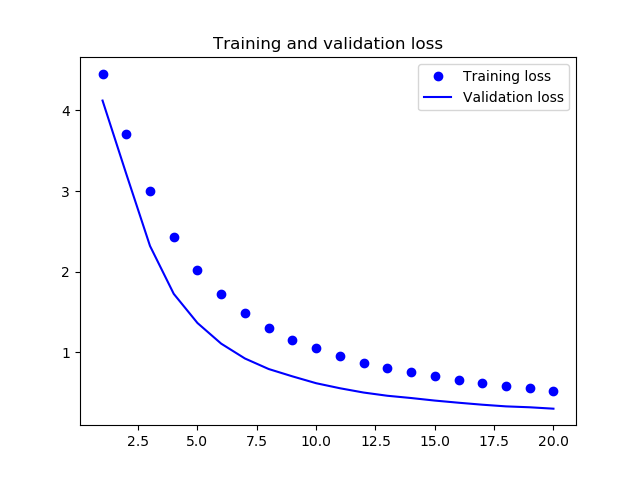 Training and validation loss
Training loss
Validation loss
4
3
2
1
2.5 5.0 7.5 10.0 12.5 15.0 17.5 20.0